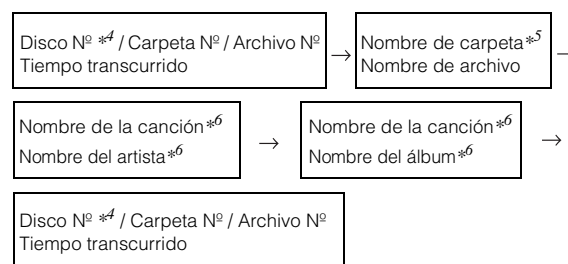 Disco Nº *4 / Carpeta Nº / Archivo Nº
Tiempo transcurrido
→
Nombre de carpeta*5
Nombre de archivo
Nombre de la canción*6
Nombre del artista*6
→
Nombre de la canción*6
Nombre del álbum*6
→
Disco Nº *4 / Carpeta Nº / Archivo Nº
Tiempo transcurrido